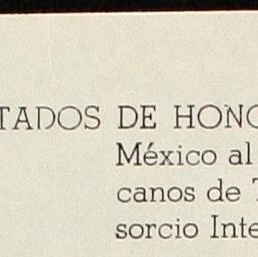 TADOS DE HONO
México al
canos de T
sorcio Inte